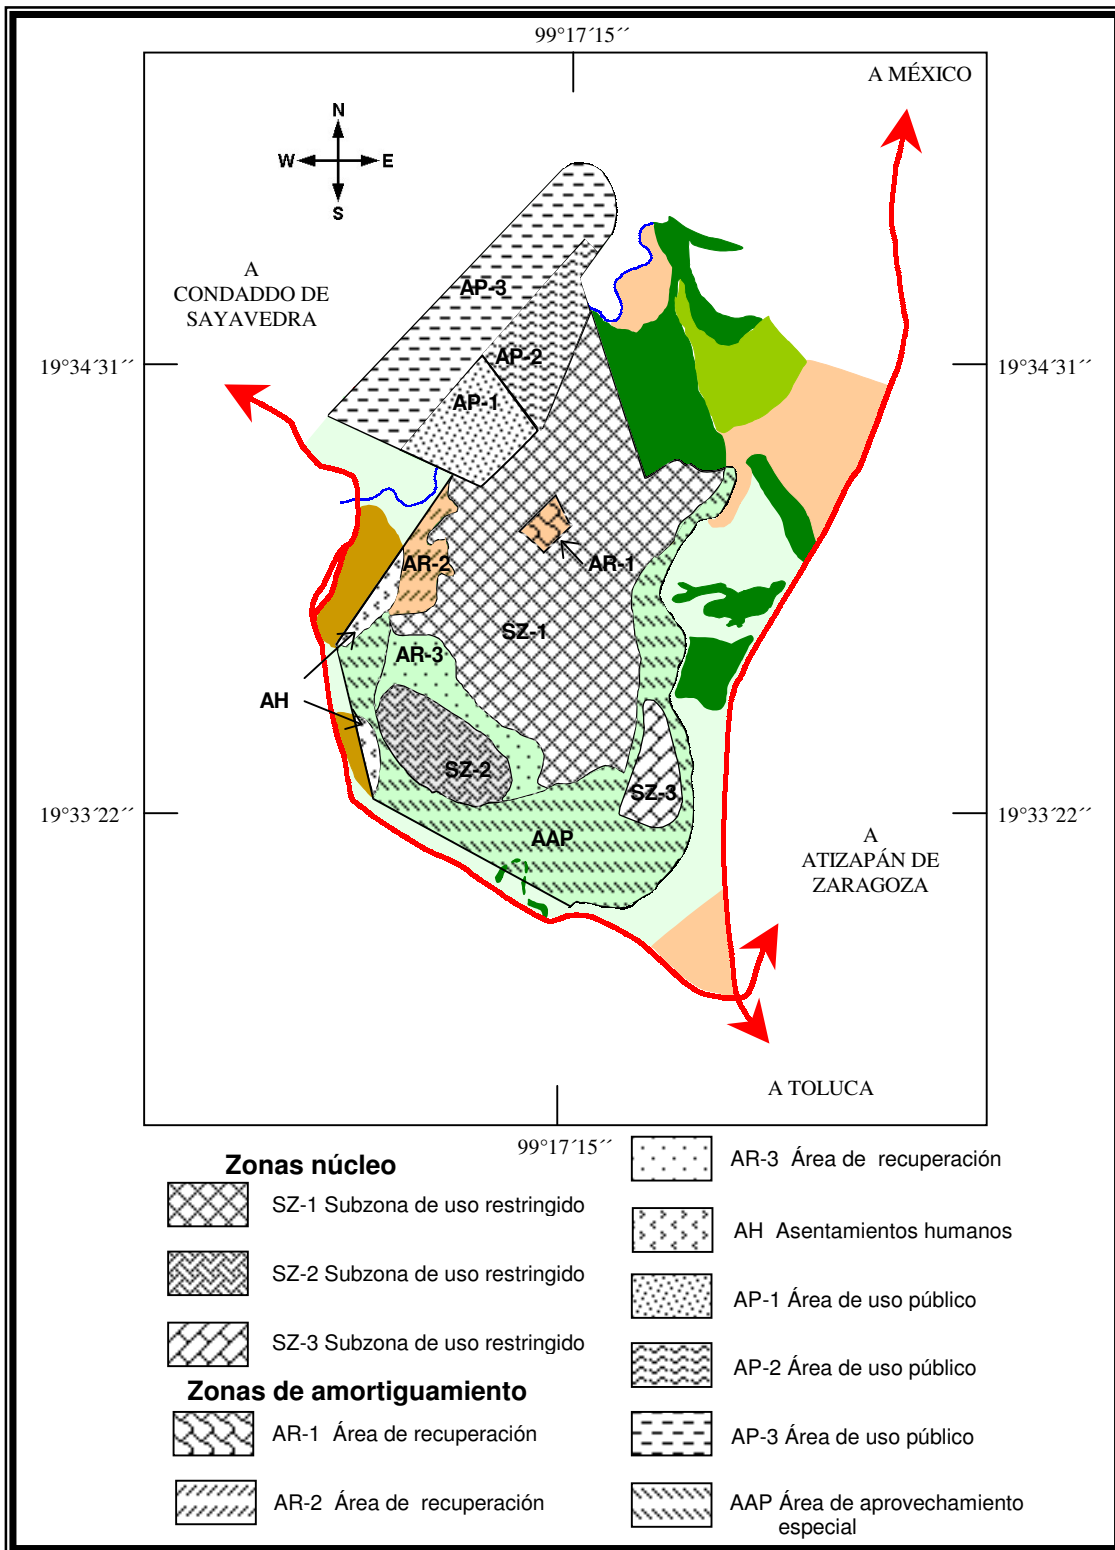 99°17´15´´
A MÉXICO
N
W E
S
A
CONDADDO DE
SAYAVEDRA
AP-3
AP-2
AP-1
19°34´31´´
19°34´31´´
AR-2
AR-1
SZ-1
AR-3
AH
SZ-2
SZ-3
AAP
19°33´22´´
19°33´22´´
A
ATIZAPÁN DE
ZARAGOZA
A TOLUCA
99°17´15´´
Zonas núcleo
SZ-1 Subzona de uso restringido
SZ-2 Subzona de uso restringido
SZ-3 Subzona de uso restringido
Zonas de amortiguamiento
AR-1 Área de recuperación
AR-2 Área de recuperación
AR-3 Área de recuperación
AH Asentamientos humanos
AP-1 Área de uso público
AP-2 Área de uso público
AP-3 Área de uso público
AAP Área de aprovechamiento
especial